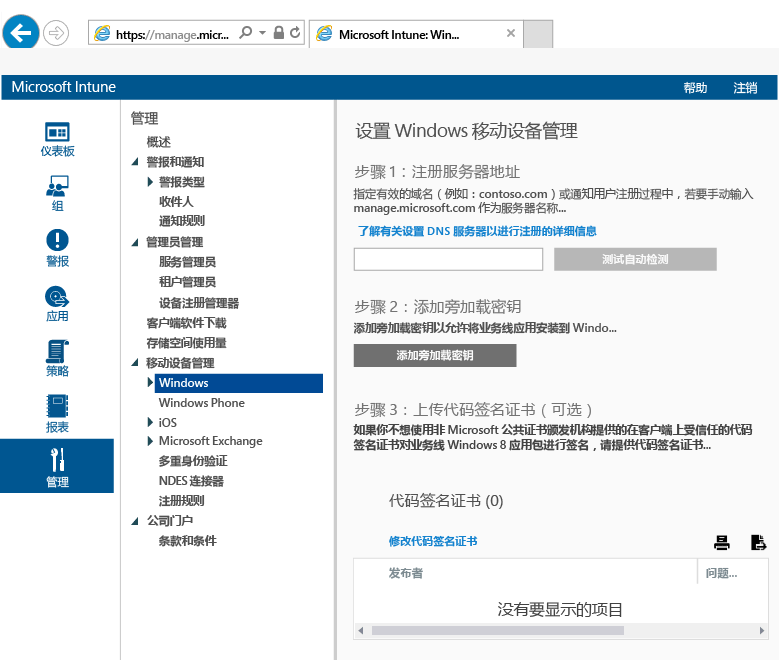 https://manage.micr...
Microsoft Intune: Win...
Microsoft Intune
帮助
注销
仪表板
组
警报
应用
策略
报表
管理
管理
概述
警报和通知
警报类型
收件人
通知规则
管理员管理
服务管理员
租户管理员
设备注册管理器
客户端软件下载
存储空间使用量
移动设备管理
Windows
Windows Phone
iOS
Microsoft Exchange
多重身份验证
NDES 连接器
注册规则
公司门户
条款和条件
设置 Windows 移动设备管理
步骤 1：注册服务器地址
指定有效的域名（例如：contoso.com）或通知用户注册过程中，若要手动输入
manage.microsoft.com 作为服务器名称...
了解有关设置 DNS 服务器以进行注册的详细信息
测试自动检测
步骤 2：添加旁加载密钥
添加旁加载密钥以允许将业务线应用安装到 Windo...
添加旁加载密钥
步骤 3：上传代码签名证书（可选）
如果你不想使用非 Microsoft 公共证书颁发机构提供的在客户端上受信任的代码
签名证书对业务线 Windows 8 应用包进行签名，请提供代码签名证书...
代码签名证书 (0)
修改代码签名证书
发布者
问题...
没有要显示的项目